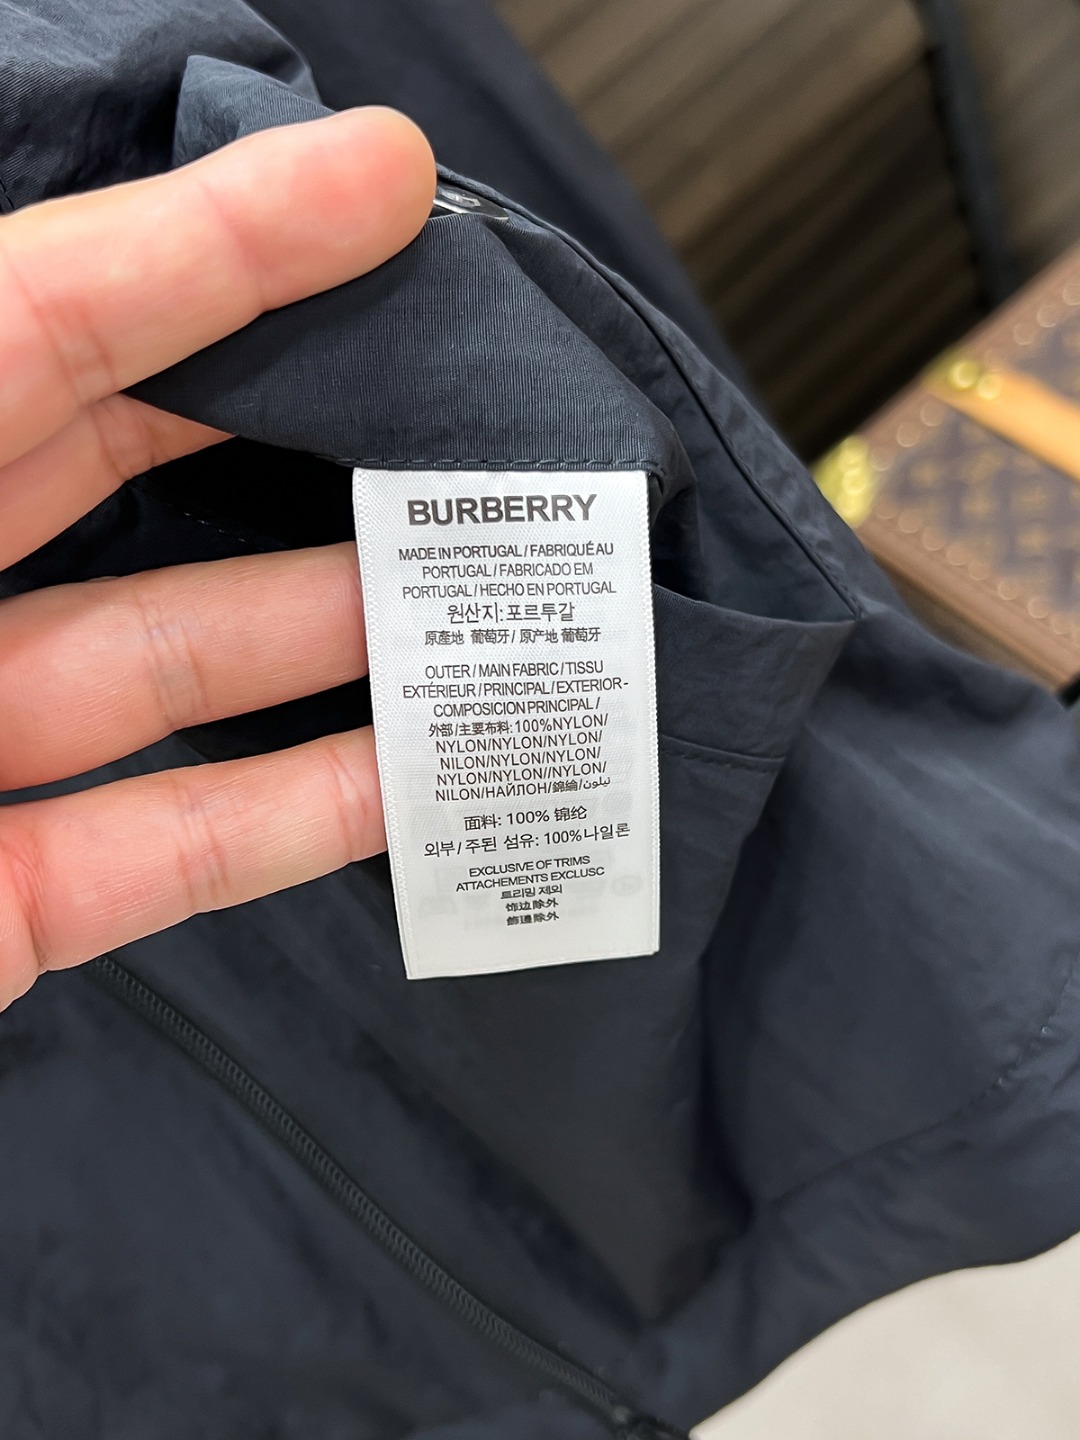 BURBERRY
MADE IN PORTUGAL / FABRIQUÉ AU
PORTUGAL / FABRICADO EM
PORTUGAL / HECHO EN PORTUGAL
원산지: 포르투갈
原產地 葡萄牙 / 原产地 葡萄牙
OUTER / MAIN FABRIC / TISSU
EXTÉRIEUR / PRINCIPAL / EXTERIOR -
COMPOSICION PRINCIPAL /
外部 / 主要布料: 100%NYLON/
NYLON/NYLON/NYLON/
NILON/NYLON/NYLON/
NYLON/NYLON//NYLON/
NILON/НАЙЛОН/錦綸/نيلون
面料: 100% 锦纶
외부 / 주된 섬유: 100% 나일론
EXCLUSIVE OF TRIMS
ATTACHEMENTS EXCLUSC
트리밍 제외
饰边除外
飾邊除外